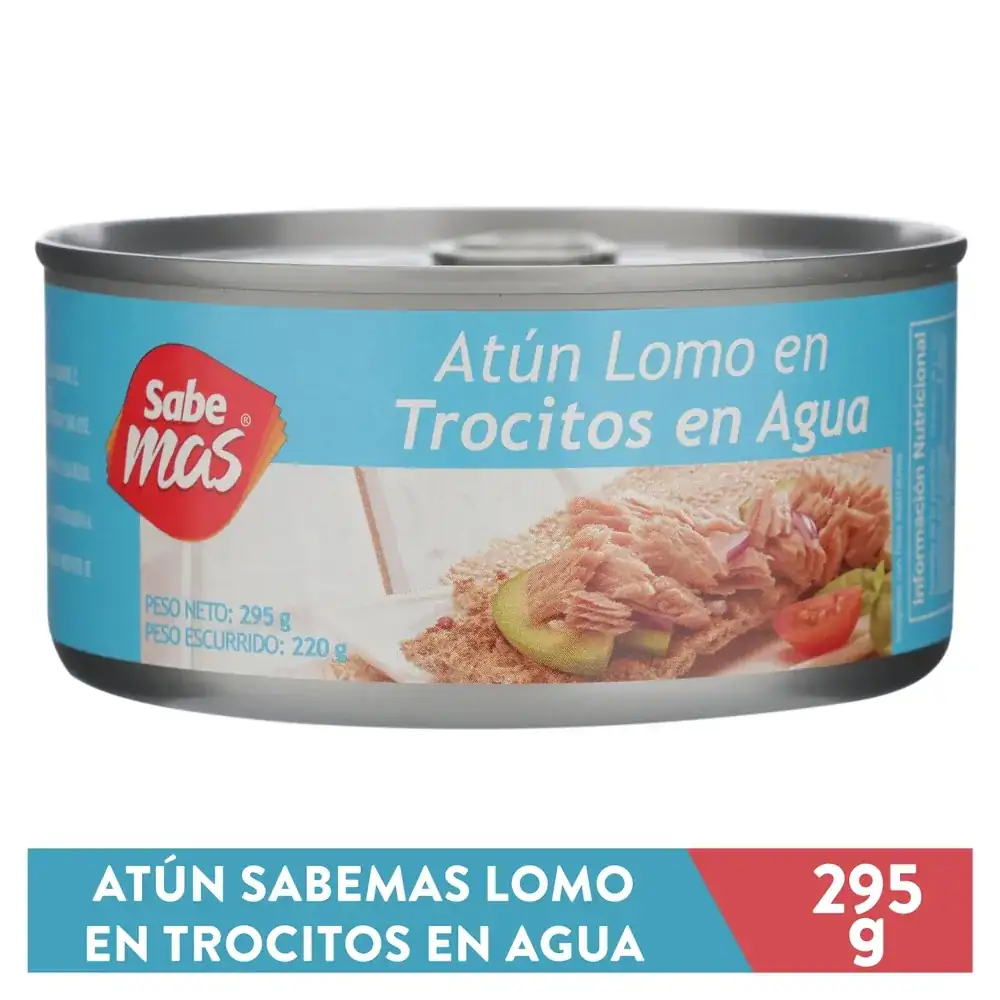 Atún Lomo en
Trocitos en Agua
Sabe
mas®
PESO NETO: 295 g
PESO ESCURRIDO: 220 g
Información Nutricional
ATÚN SABEMAS LOMO
EN TROCITOS EN AGUA
295
g